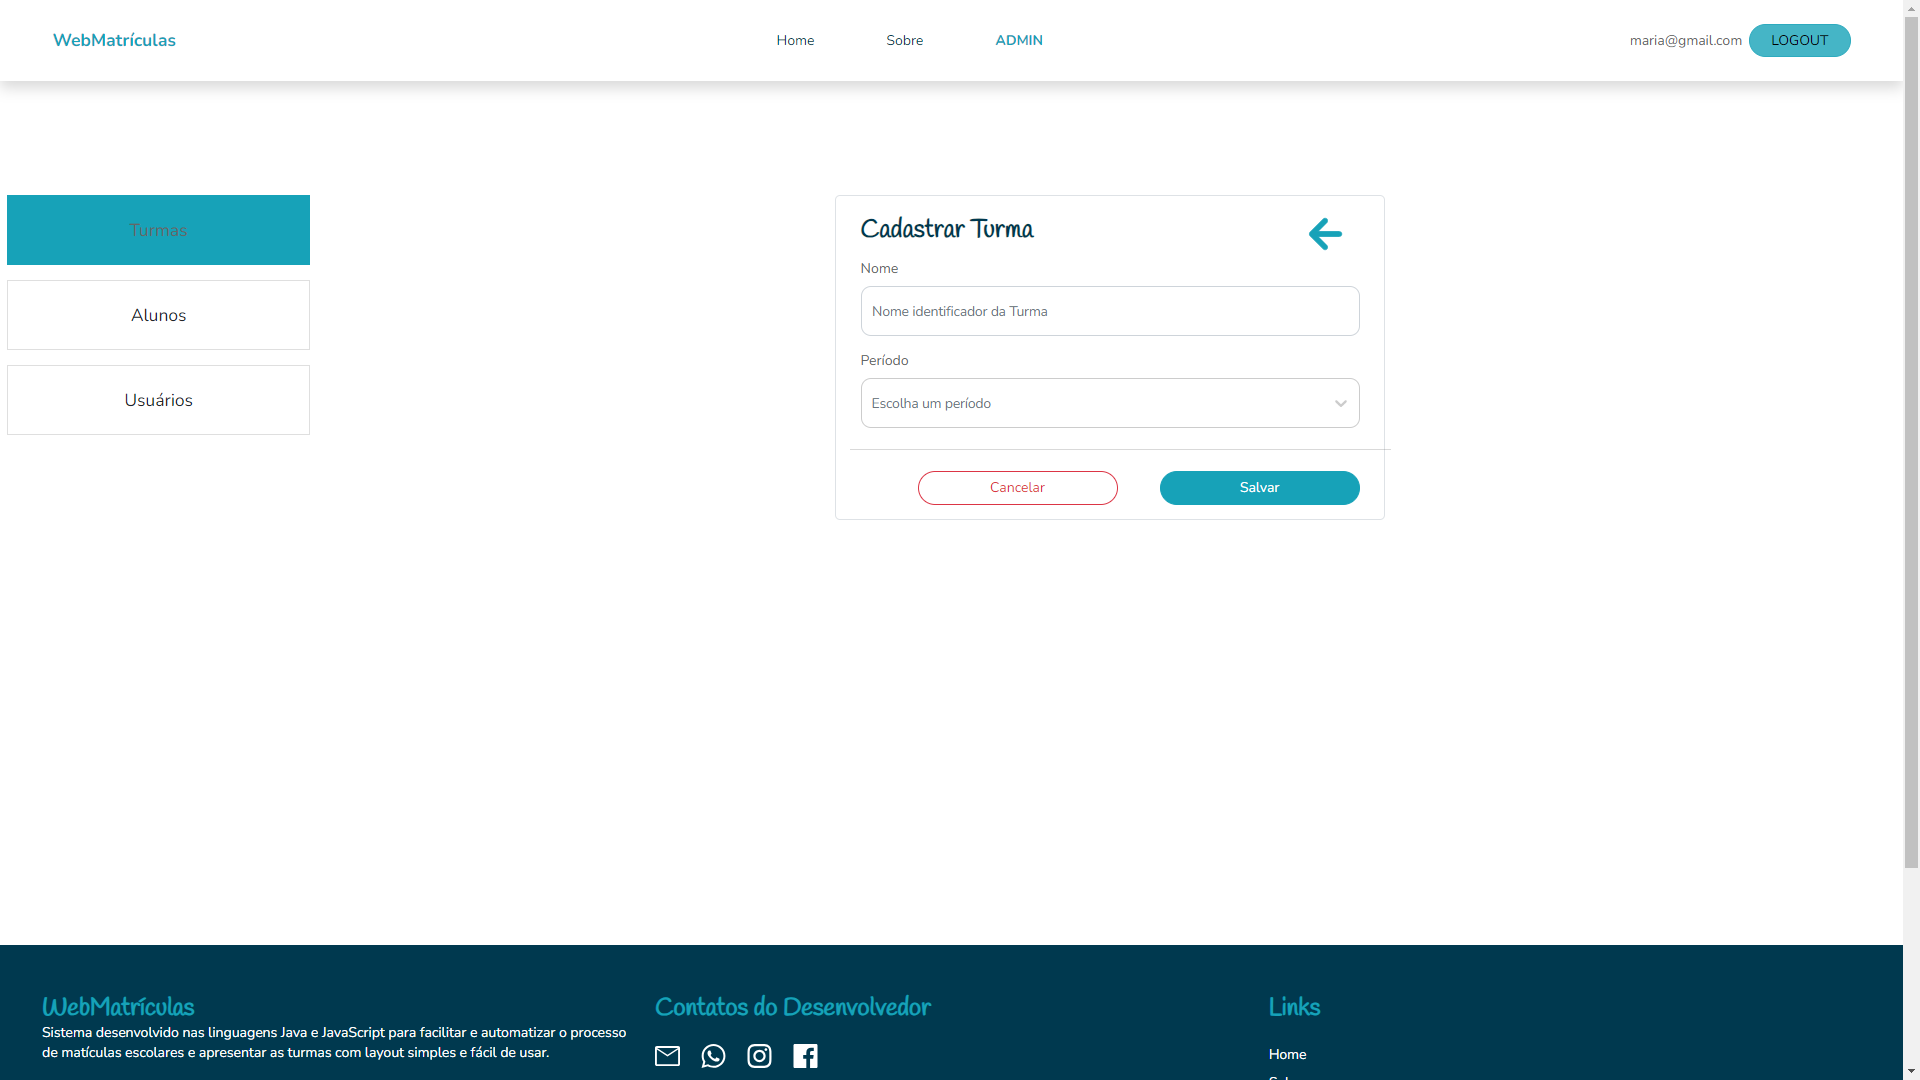 WebMatrículas
Home
Sobre
ADMIN
maria@gmail.com
LOGOUT
Turmas
Alunos
Usuários
Cadastrar Turma
Nome
Nome identificador da Turma
Período
Escolha um período
Cancelar
Salvar
WebMatrículas
Sistema desenvolvido nas linguagens Java e JavaScript para facilitar e automatizar o processo
de matículas escolares e apresentar as turmas com layout simples e fácil de usar.
Contatos do Desenvolvedor
Links
Home